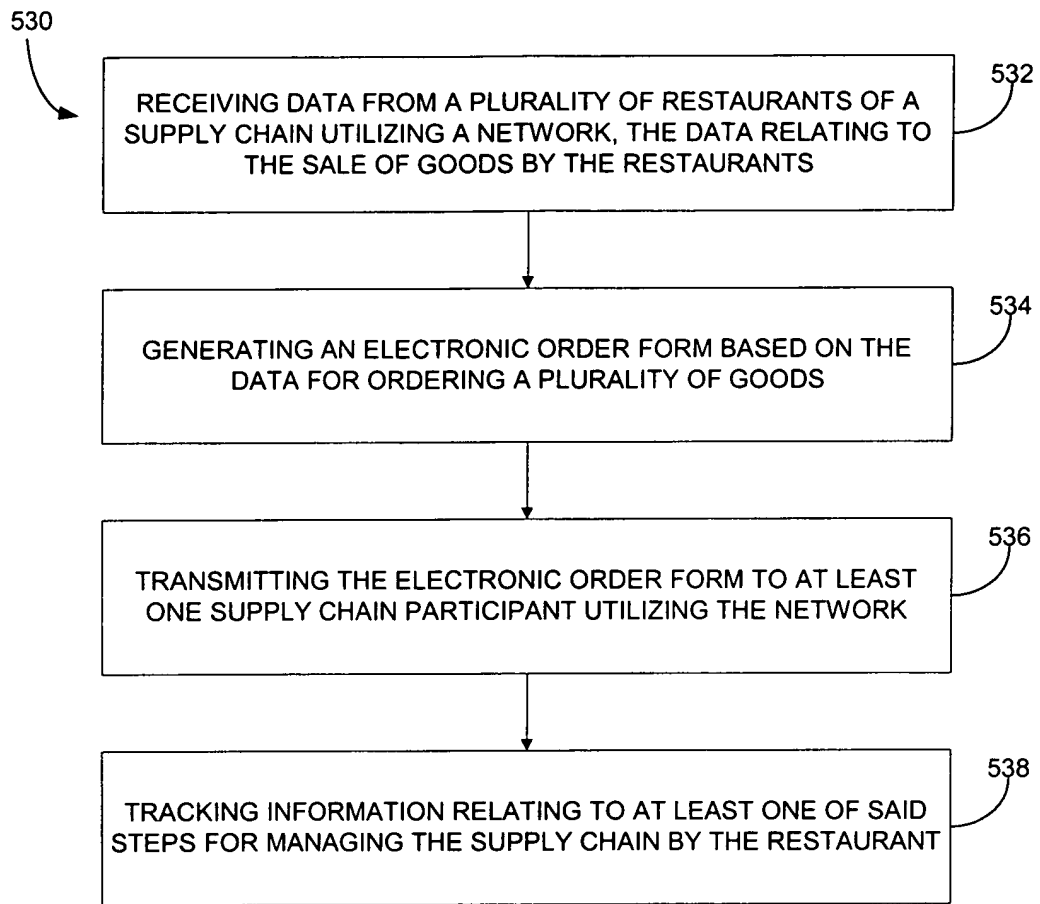 530
532
RECEIVING DATA FROM A PLURALITY OF RESTAURANTS OF A
SUPPLY CHAIN UTILIZING A NETWORK, THE DATA RELATING TO
THE SALE OF GOODS BY THE RESTAURANTS
534
GENERATING AN ELECTRONIC ORDER FORM BASED ON THE
DATA FOR ORDERING A PLURALITY OF GOODS
536
TRANSMITTING THE ELECTRONIC ORDER FORM TO AT LEAST
ONE SUPPLY CHAIN PARTICIPANT UTILIZING THE NETWORK
538
TRACKING INFORMATION RELATING TO AT LEAST ONE OF SAID
STEPS FOR MANAGING THE SUPPLY CHAIN BY THE RESTAURANT